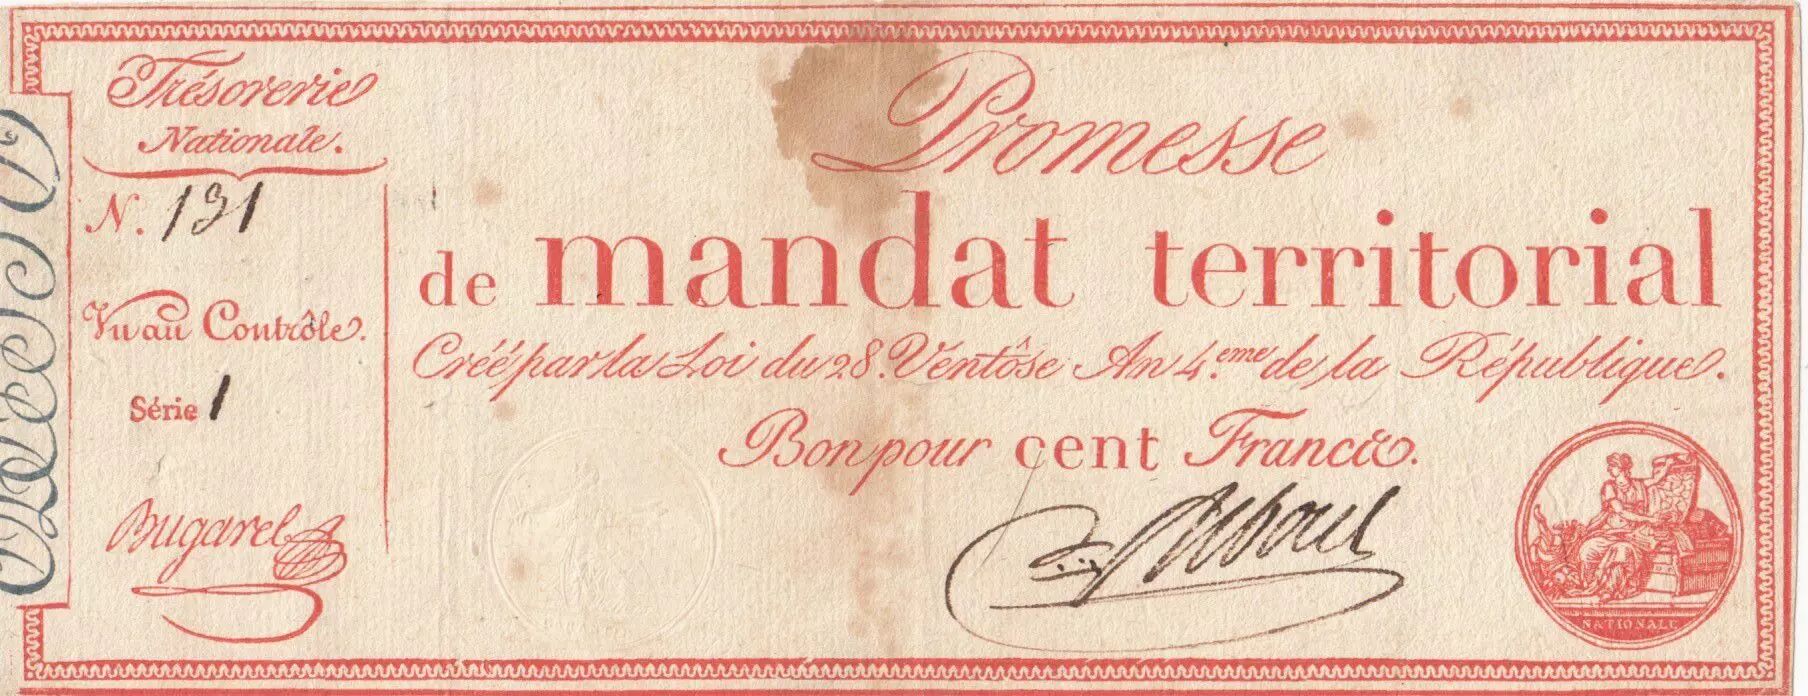 Trésorerie
Nationale.
N. 131
Vu au Contrôle.
Série 1
Bugarel
Promesse
de mandat territorial
Créé par la Loi du 28. Ventôse An 4.eme de la République.
Bon pour cent Francs.
NATIONALE